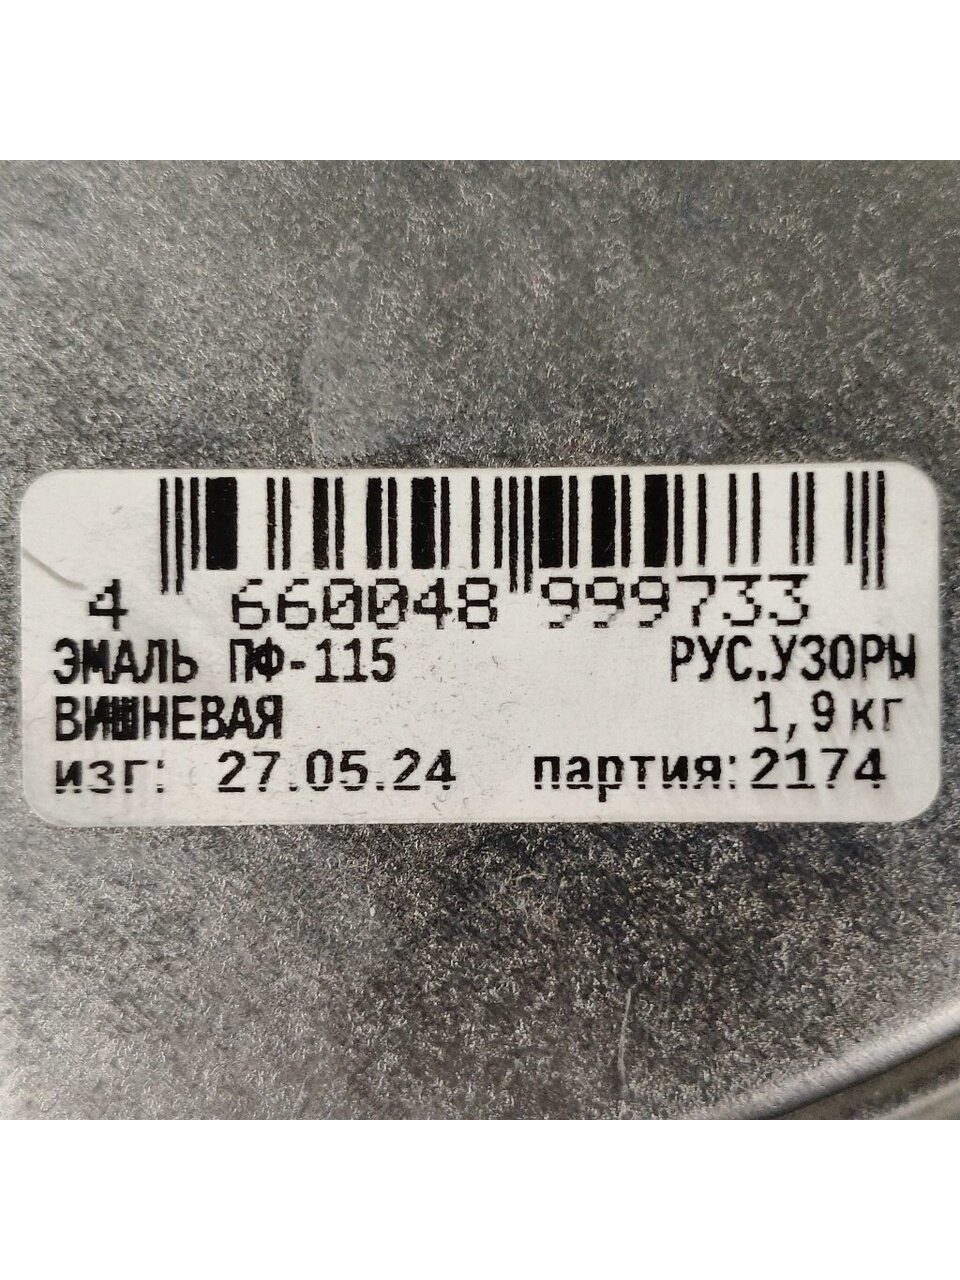 4 660048 999733
ЭМАЛЬ ПФ-115 РУС.УЗОРЫ
ВИШНЕВАЯ 1,9 кг
изг: 27.05.24 партия:2174